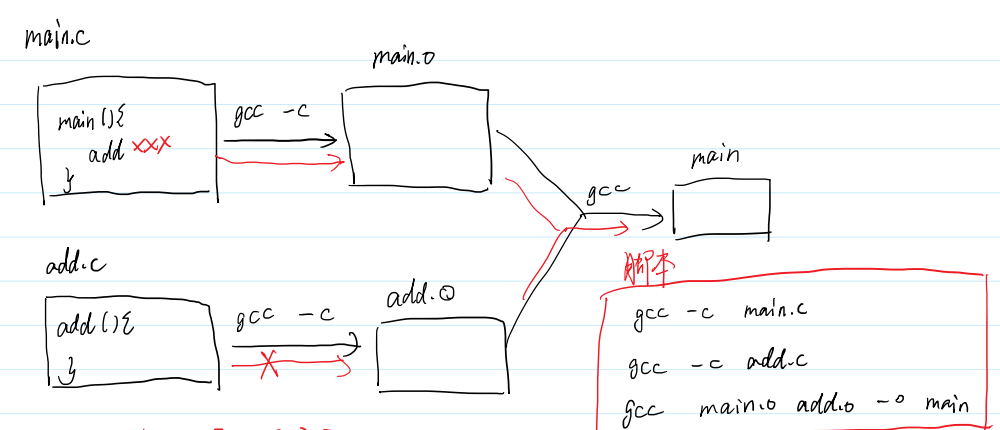 main.c
main.o
main(){
add xxx
}
gcc -c
gcc
main
add.c
add.o
add(){
}
gcc -c
X
脚本
gcc -c main.c
gcc -c add.c
gcc main.o add.o -o main